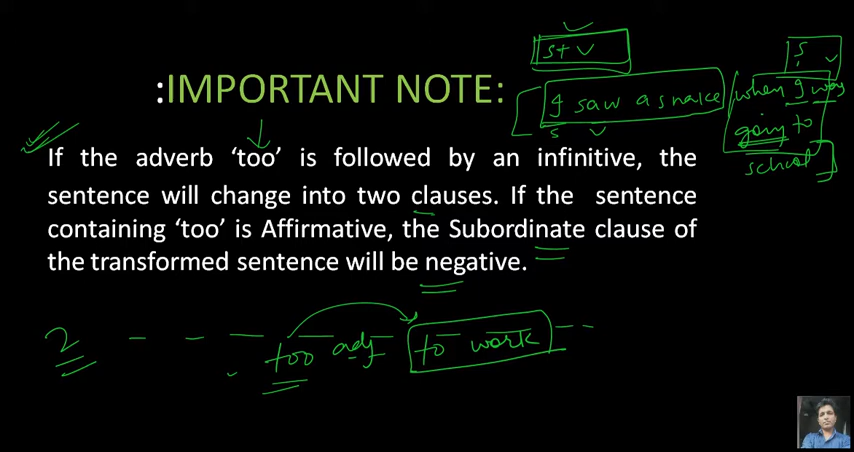 s+ v
s v
:IMPORTANT NOTE:
I saw a snake
when I was
s v
going to
school
If the adverb ‘too’ is followed by an infinitive, the
sentence will change into two clauses. If the sentence
containing ‘too’ is Affirmative, the Subordinate clause of
the transformed sentence will be negative.
2 - - — too adj to work - -